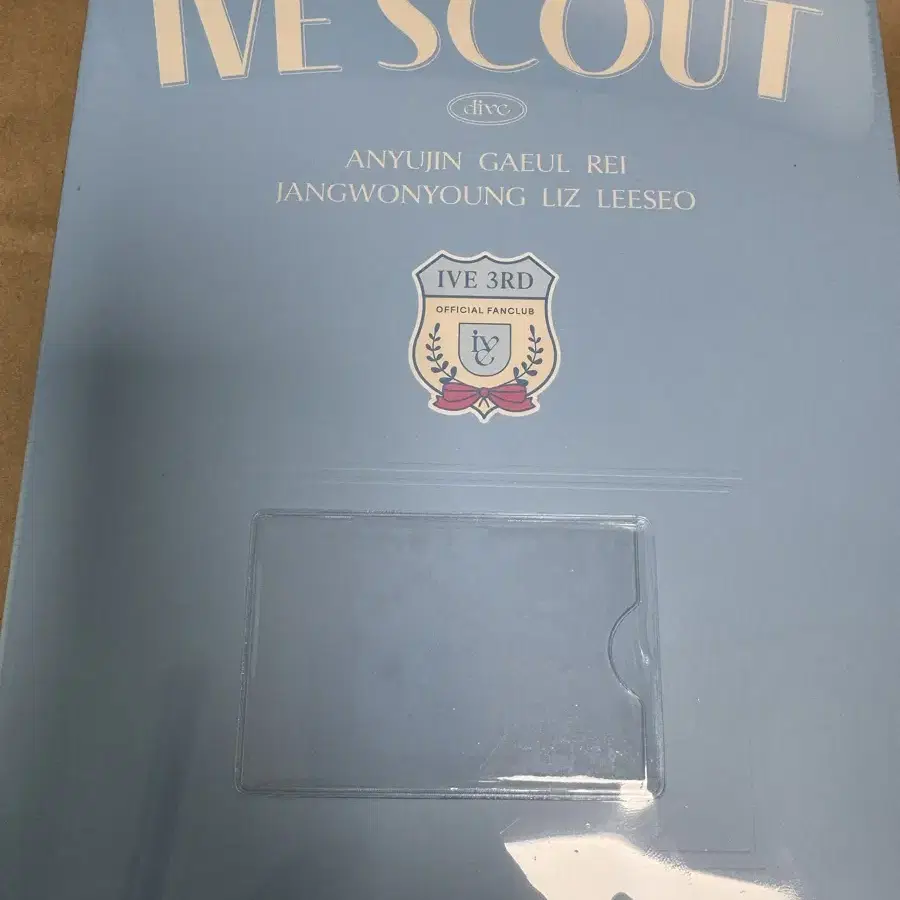 IVE SCOUT
dive
ANYUJIN GAEUL REI
JANGWONYOUNG LIZ LEESEO
IVE 3RD
OFFICIAL FANCLUB
ive